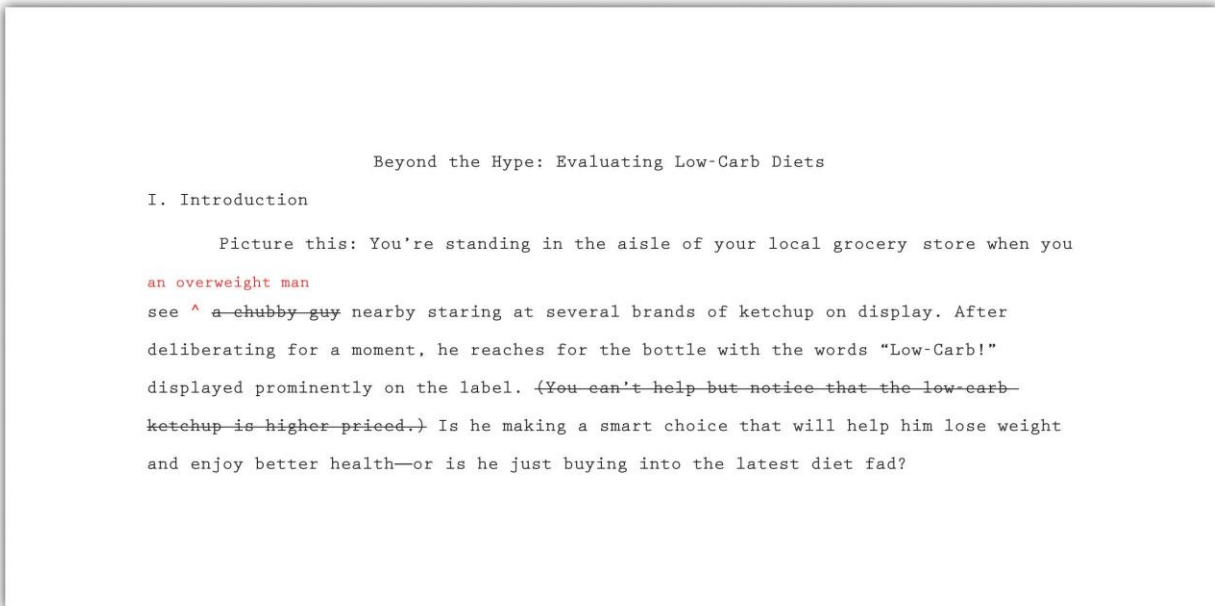 Beyond the Hype: Evaluating Low-Carb Diets
I. Introduction
Picture this: You’re standing in the aisle of your local grocery store when you
an overweight man
see ^ a chubby guy nearby staring at several brands of ketchup on display. After
deliberating for a moment, he reaches for the bottle with the words “Low-Carb!”
displayed prominently on the label. (You can’t help but notice that the low-carb
ketchup is higher priced.) Is he making a smart choice that will help him lose weight
and enjoy better health—or is he just buying into the latest diet fad?